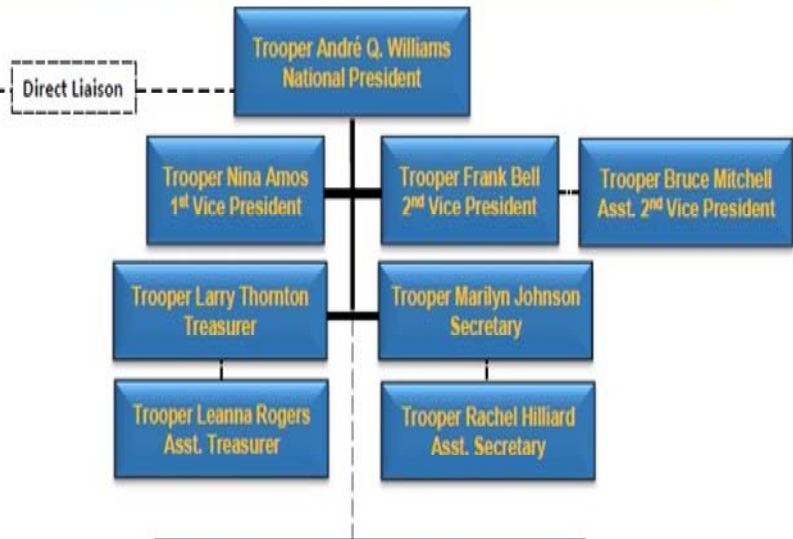 Trooper André Q. Williams
National President
Direct Liaison
Trooper Nina Amos
1st Vice President
Trooper Frank Bell
2nd Vice President
Trooper Bruce Mitchell
Asst. 2nd Vice President
Trooper Larry Thornton
Treasurer
Trooper Marilyn Johnson
Secretary
Trooper Leanna Rogers
Asst. Treasurer
Trooper Rachel Hilliard
Asst. Secretary